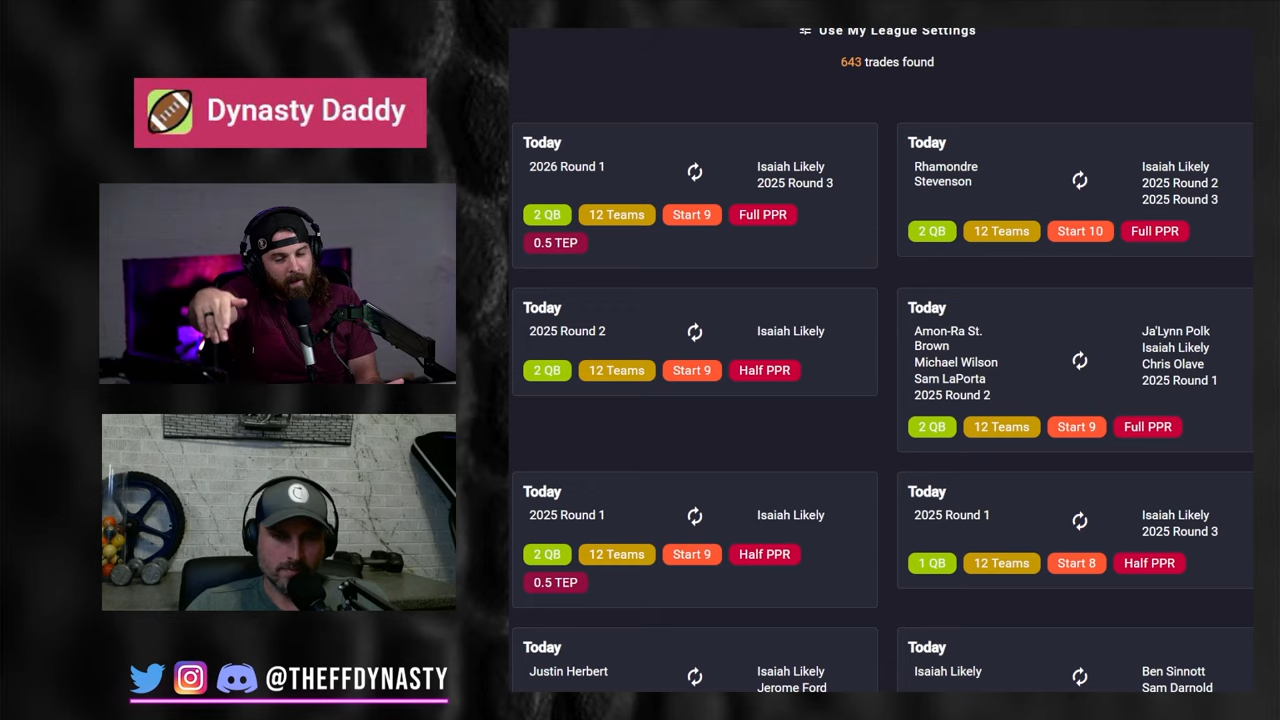 Dynasty Daddy
@THEFFDYNASTY
Use My League Settings
643 trades found
Today
2026 Round 1
Isaiah Likely
2025 Round 3
2 QB 12 Teams Start 9 Full PPR
0.5 TEP
Today
Rhamondre
Stevenson
Isaiah Likely
2025 Round 2
2025 Round 3
2 QB 12 Teams Start 10 Full PPR
Today
2025 Round 2
Isaiah Likely
2 QB 12 Teams Start 9 Half PPR
Today
Amon-Ra St.
Brown
Michael Wilson
Sam LaPorta
2025 Round 2
Ja'Lynn Polk
Isaiah Likely
Chris Olave
2025 Round 1
2 QB 12 Teams Start 9 Full PPR
Today
2025 Round 1
Isaiah Likely
2 QB 12 Teams Start 9 Half PPR
0.5 TEP
Today
2025 Round 1
Isaiah Likely
2025 Round 3
1 QB 12 Teams Start 8 Half PPR
Today
Justin Herbert
Isaiah Likely
Jerome Ford
Today
Isaiah Likely
Ben Sinnott
Sam Darnold